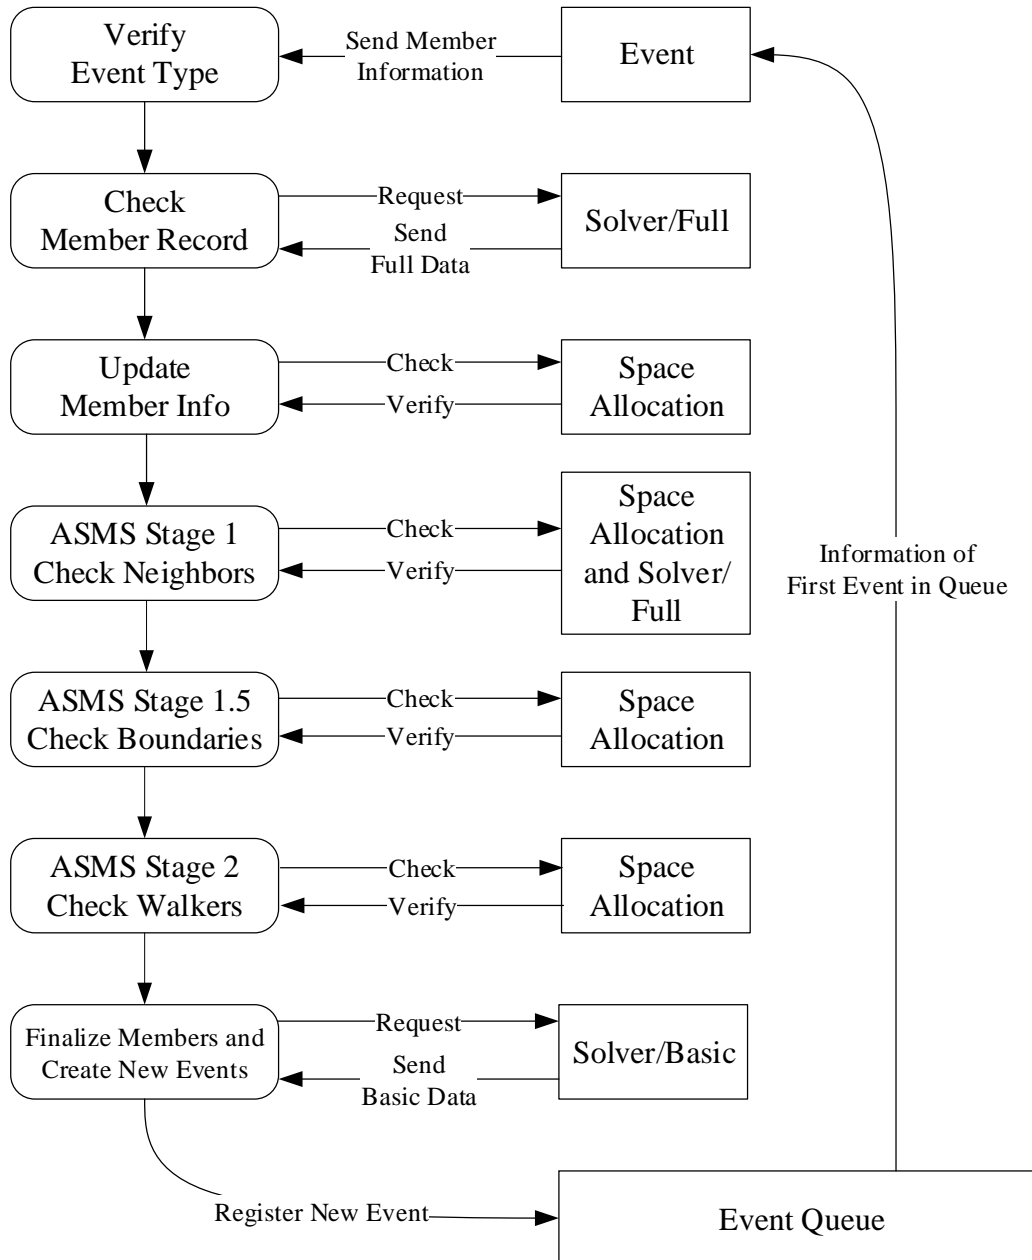 Verify
Event Type
Send Member
Information
Event
Check
Member Record
Request
Send
Full Data
Solver/Full
Update
Member Info
Check
Verify
Space
Allocation
ASMS Stage 1
Check Neighbors
Check
Verify
Space
Allocation
and Solver/
Full
Information of
First Event in Queue
ASMS Stage 1.5
Check Boundaries
Check
Verify
Space
Allocation
ASMS Stage 2
Check Walkers
Check
Verify
Space
Allocation
Finalize Members and
Create New Events
Request
Send
Basic Data
Solver/Basic
Register New Event
Event Queue